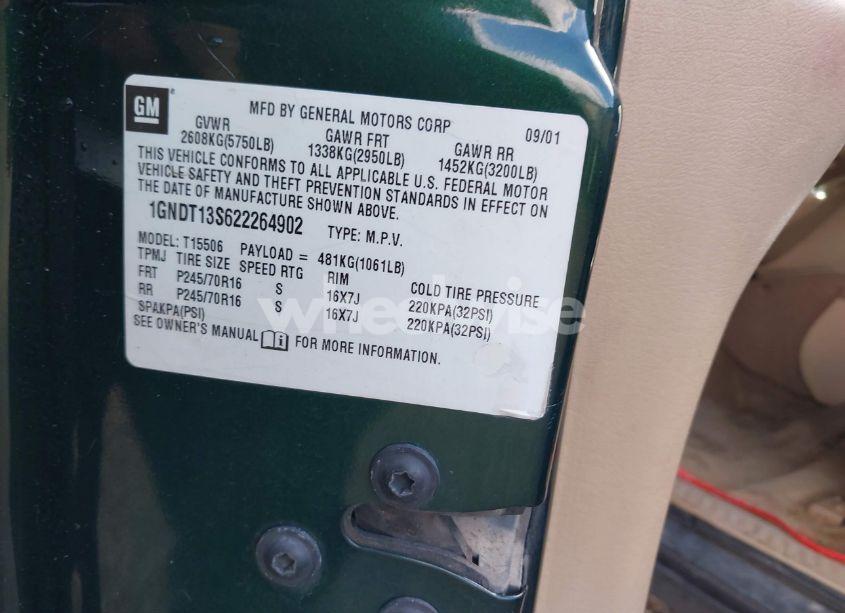 GM
MFD BY GENERAL MOTORS CORP 09/01
GVWR GAWR FRT GAWR RR
2608KG(5750LB) 1338KG(2950LB) 1452KG(3200LB)
THIS VEHICLE CONFORMS TO ALL APPLICABLE U.S. FEDERAL MOTOR
VEHICLE SAFETY AND THEFT PREVENTION STANDARDS IN EFFECT ON
THE DATE OF MANUFACTURE SHOWN ABOVE.
1GNDT13S622264902 TYPE: M.P.V.
MODEL: T15506 PAYLOAD = 481KG(1061LB)
TPMJ TIRE SIZE SPEED RTG RIM COLD TIRE PRESSURE
FRT P245/70R16 S 16X7J 220KPA(32PSI)
RR P245/70R16 S 16X7J 220KPA(32PSI)
SPAKPA(PSI)
SEE OWNER'S MANUAL i FOR MORE INFORMATION.